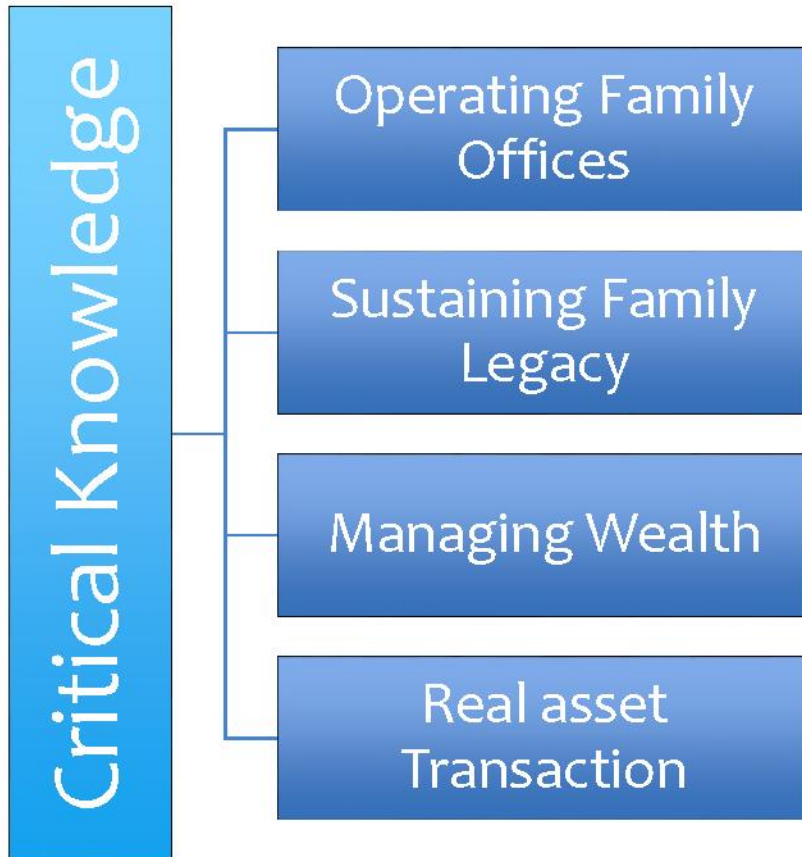 Critical Knowledge
Operating Family
Offices
Sustaining Family
Legacy
Managing Wealth
Real asset
Transaction